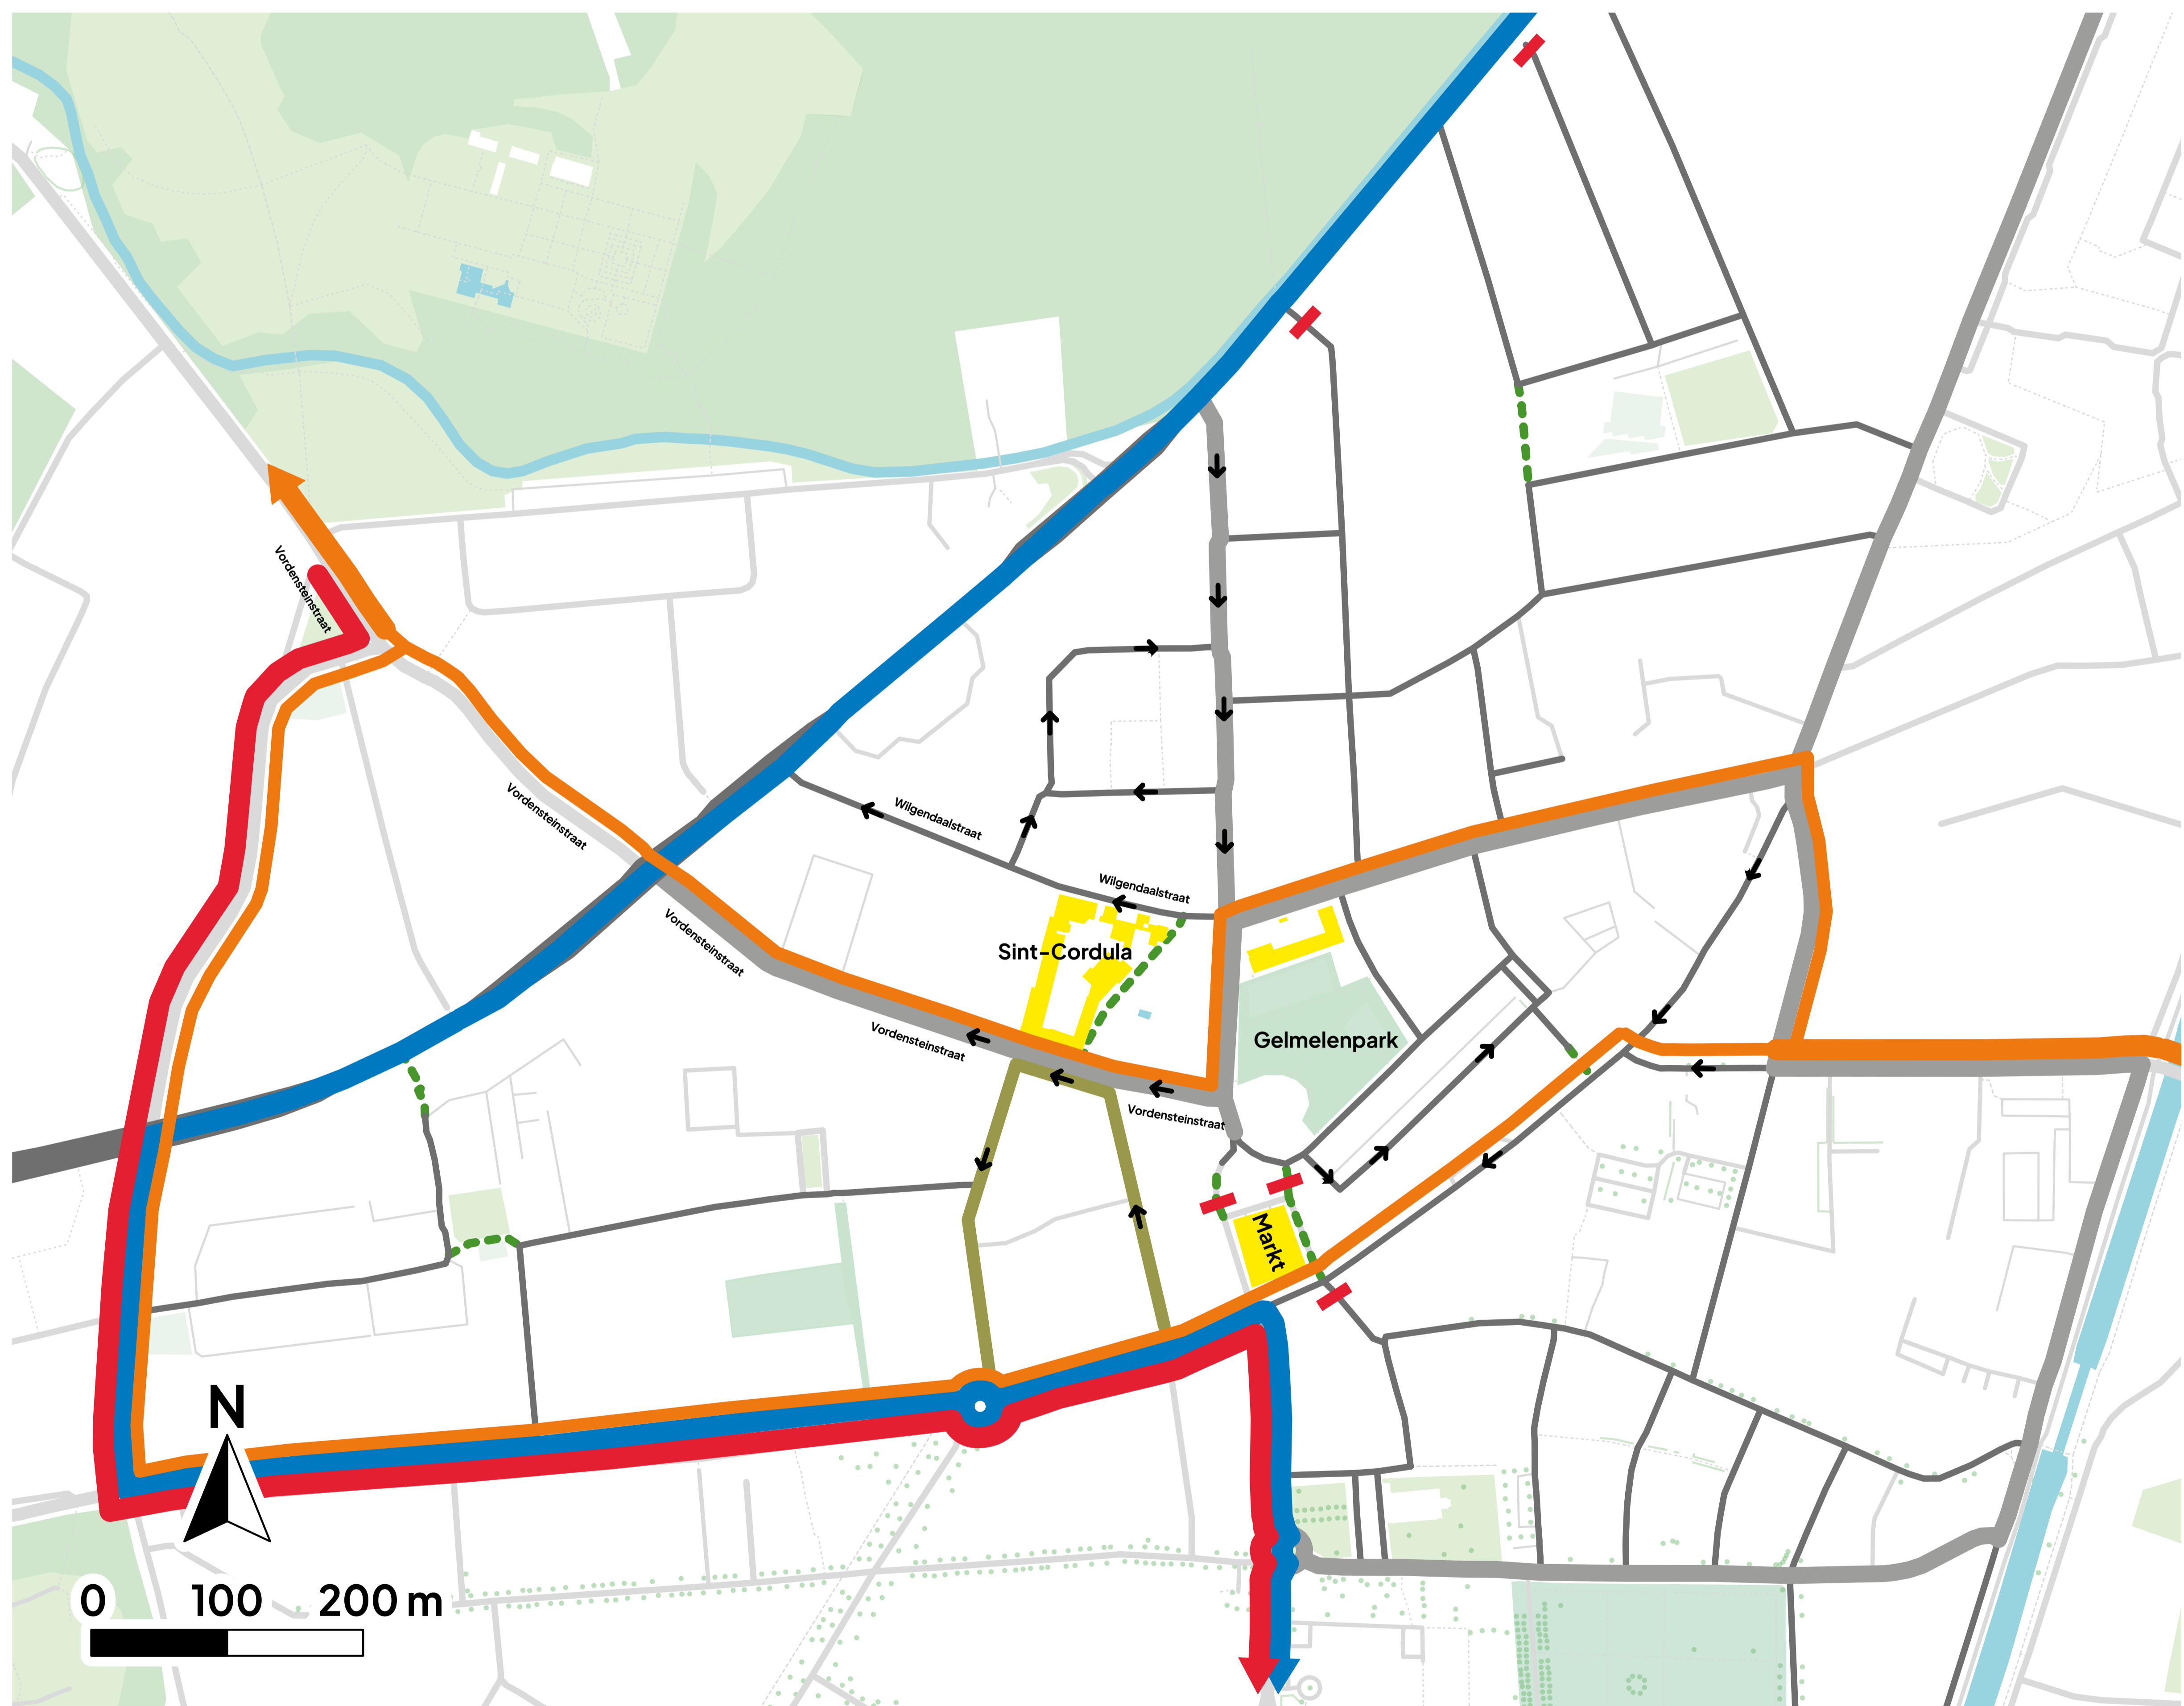 Vordensteinstraat
Vordensteinstraat
Wilgendaalstraat
Wilgendaalstraat
Vordensteinstraat
Sint-Cordula
Vordensteinstraat
Gelmelenpark
Vordensteinstraat
Markt
N
0 100 200 m